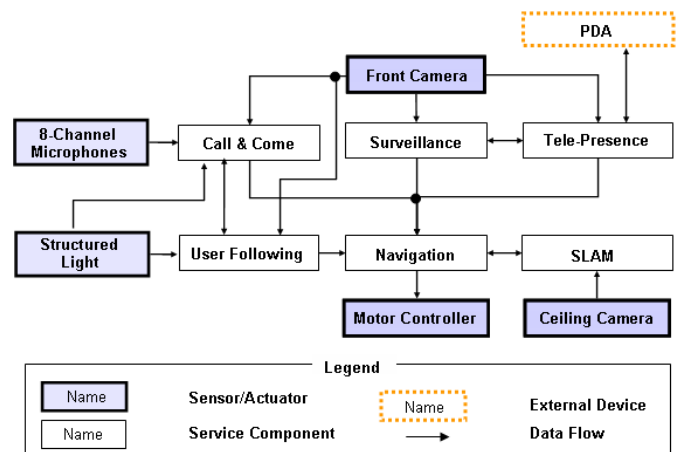 PDA
Front Camera
8-Channel
Microphones
Call & Come
Surveillance
Tele-Presence
Structured
Light
User Following
Navigation
SLAM
Motor Controller
Ceiling Camera
Legend
Name
Sensor/Actuator
Name
External Device
Name
Service Component
Data Flow